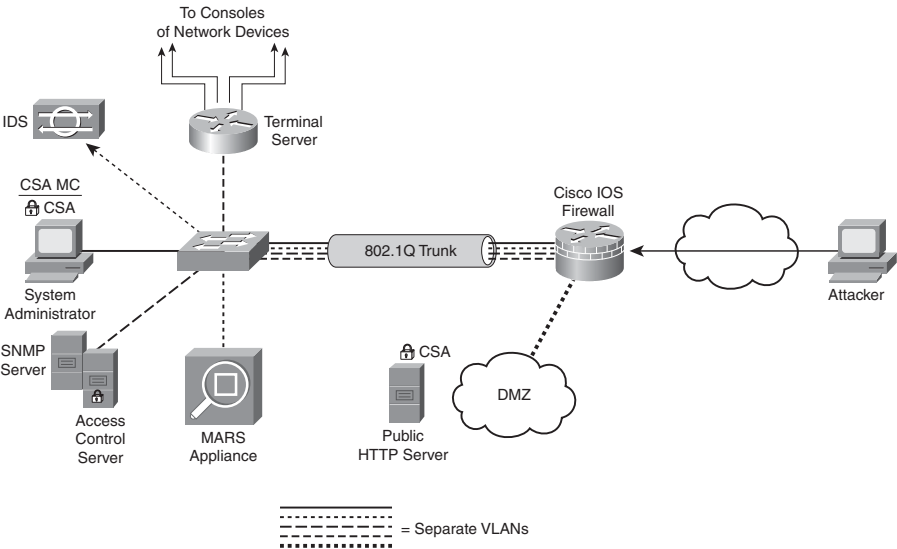 To Consoles
of Network Devices
IDS
Terminal
Server
CSA MC
CSA
System
Administrator
802.1Q Trunk
Cisco IOS
Firewall
Attacker
SNMP
Server
Access
Control
Server
MARS
Appliance
CSA
Public
HTTP Server
DMZ
= Separate VLANs